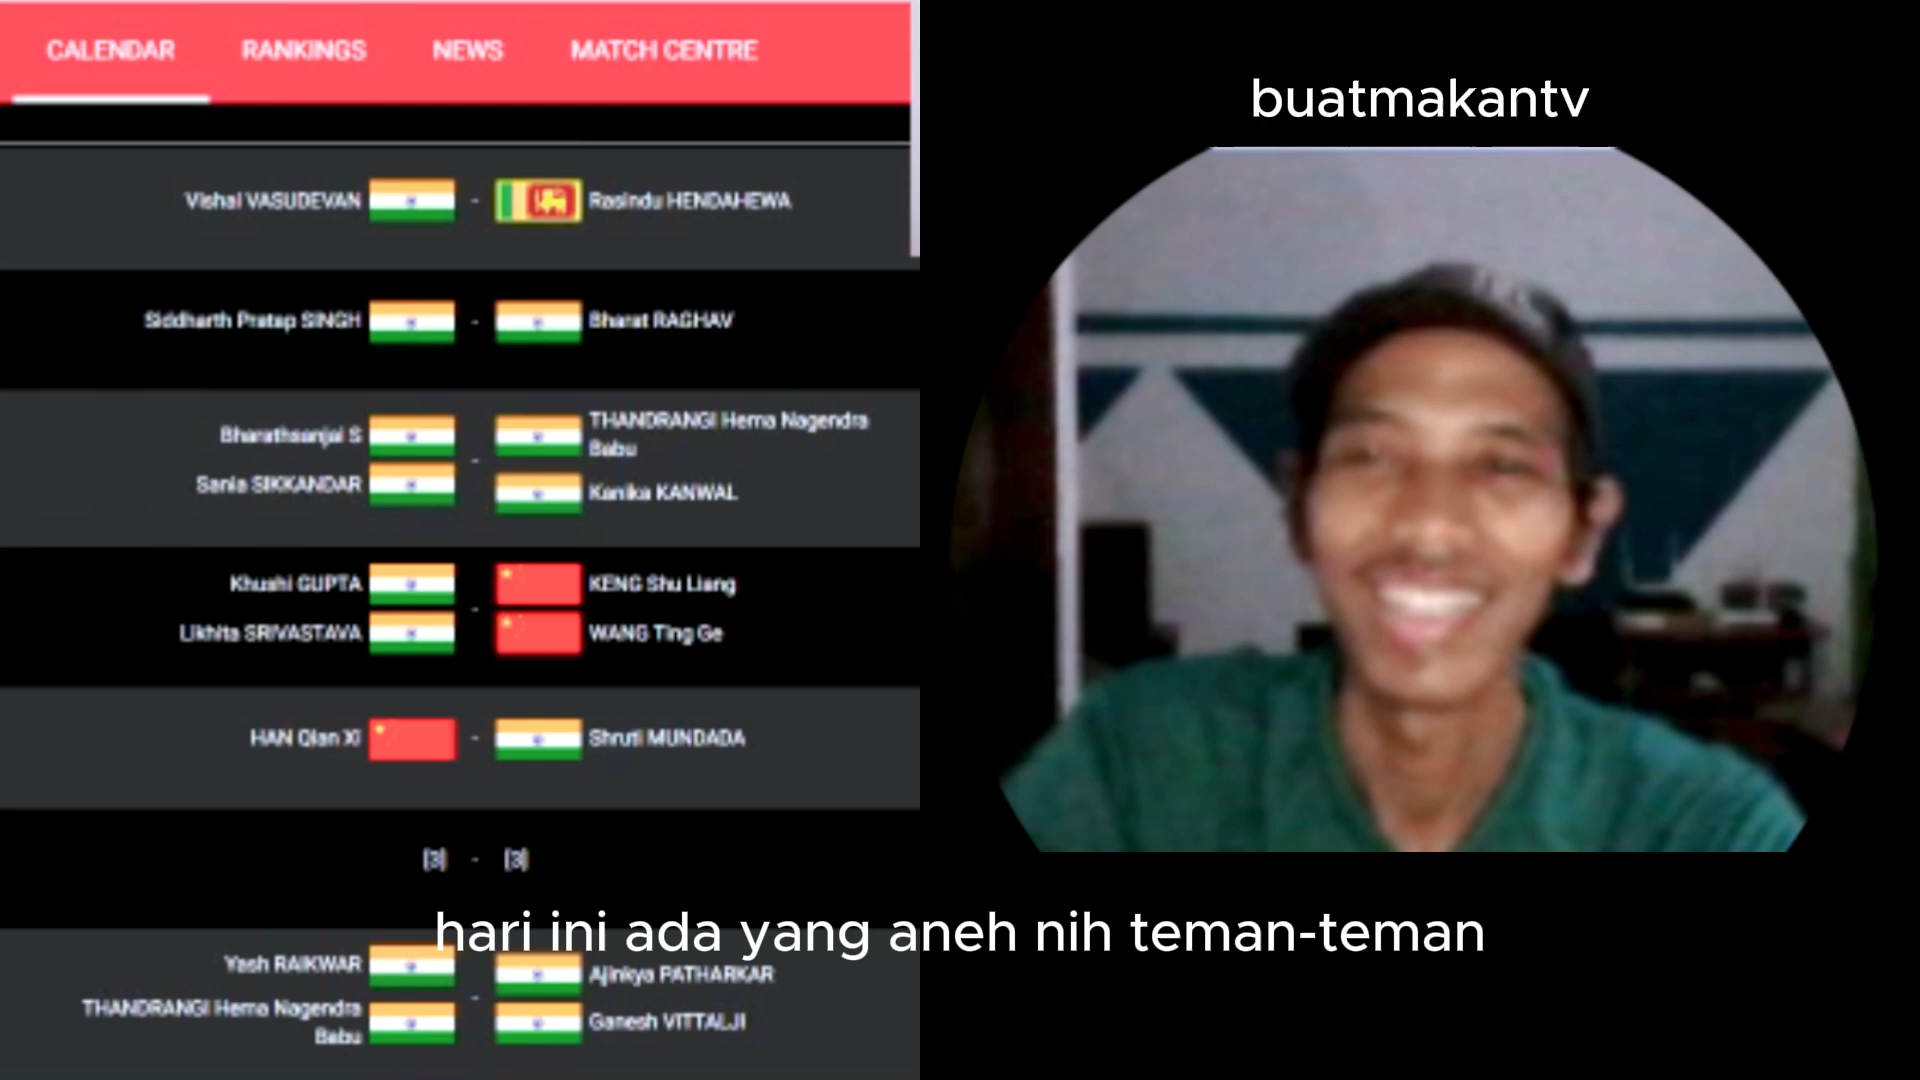 CALENDAR RANKINGS NEWS MATCH CENTRE
buatmakantv
Vishal VASUDEVAN - Rasindu HENDAHEWA
Siddharth Pratap SINGH - Bharat RAGHAV
Bharathsanjai S - THANDRANGI Hema Nagendra
Babu
Sania SIKKANDAR Kanika KANWAL
Khushi GUPTA - KENG Shu Liang
Likhita SRIVASTAVA WANG Ting Ge
HAN Qian Xi - Shruti MUNDADA
[3] - [3]
hari ini ada yang aneh nih teman-teman
Yash RAIKWAR - Ajinkya PATHARKAR
THANDRANGI Hema Nagendra
Babu
Ganesh VITTALJI